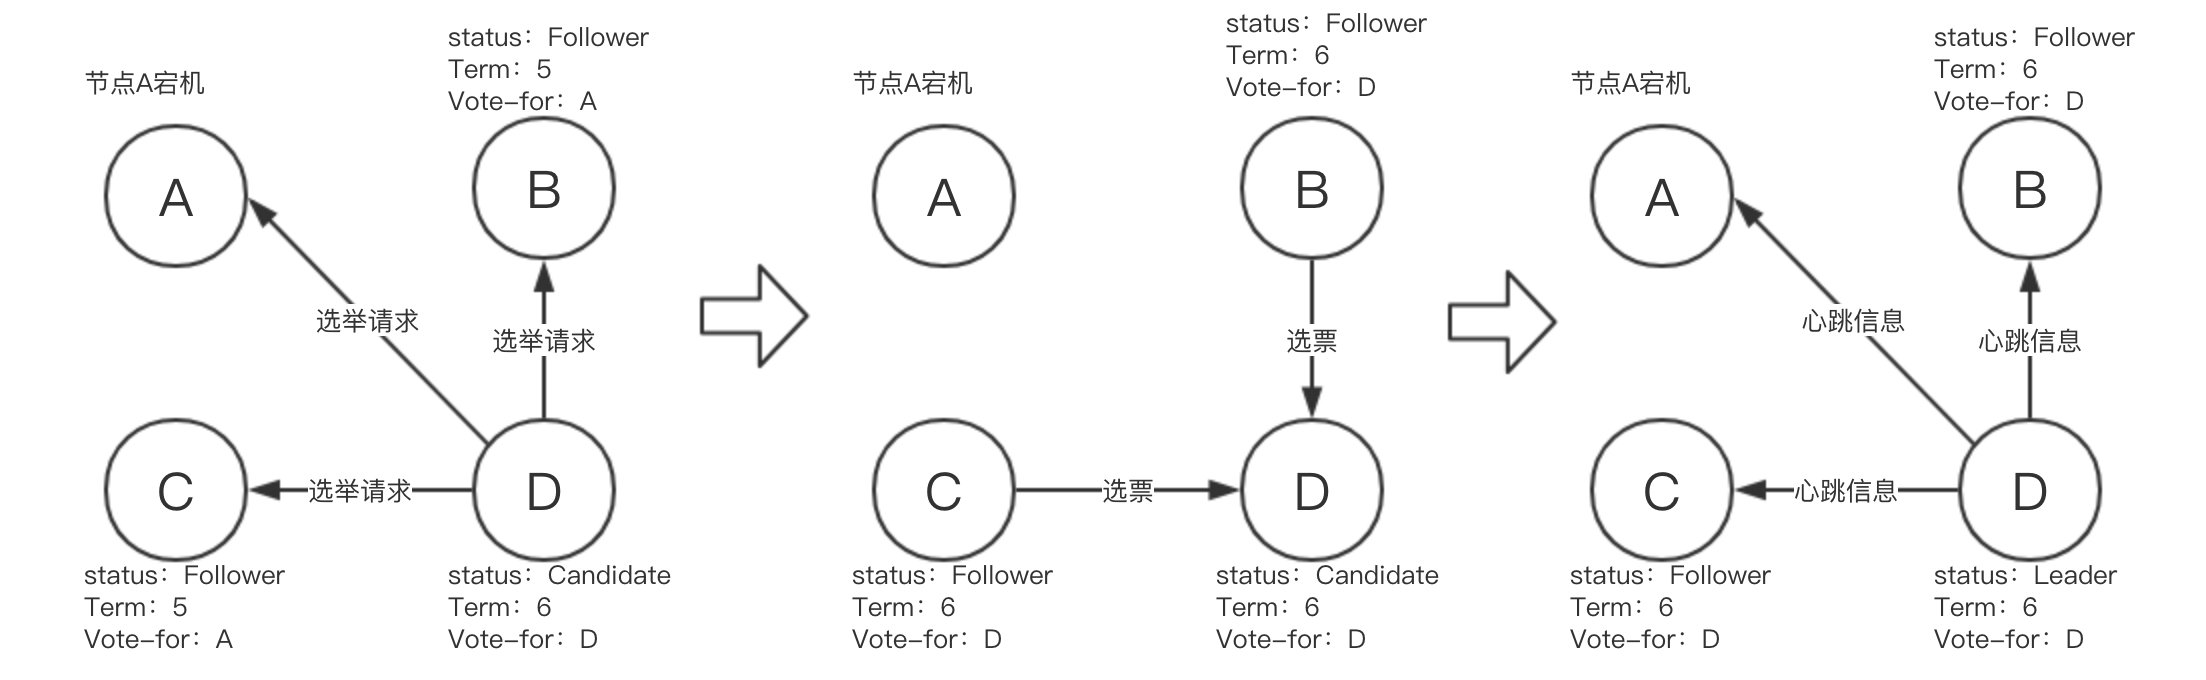 节点A宕机
status：Follower
Term：5
Vote-for：A
A
B
选举请求
选举请求
C
选举请求
D
status：Follower
Term：5
Vote-for：A
status：Candidate
Term：6
Vote-for：D
节点A宕机
status：Follower
Term：6
Vote-for：D
A
B
选票
C
选票
D
status：Follower
Term：6
Vote-for：D
status：Candidate
Term：6
Vote-for：D
节点A宕机
status：Follower
Term：6
Vote-for：D
A
B
心跳信息
心跳信息
C
心跳信息
D
status：Follower
Term：6
Vote-for：D
status：Leader
Term：6
Vote-for：D